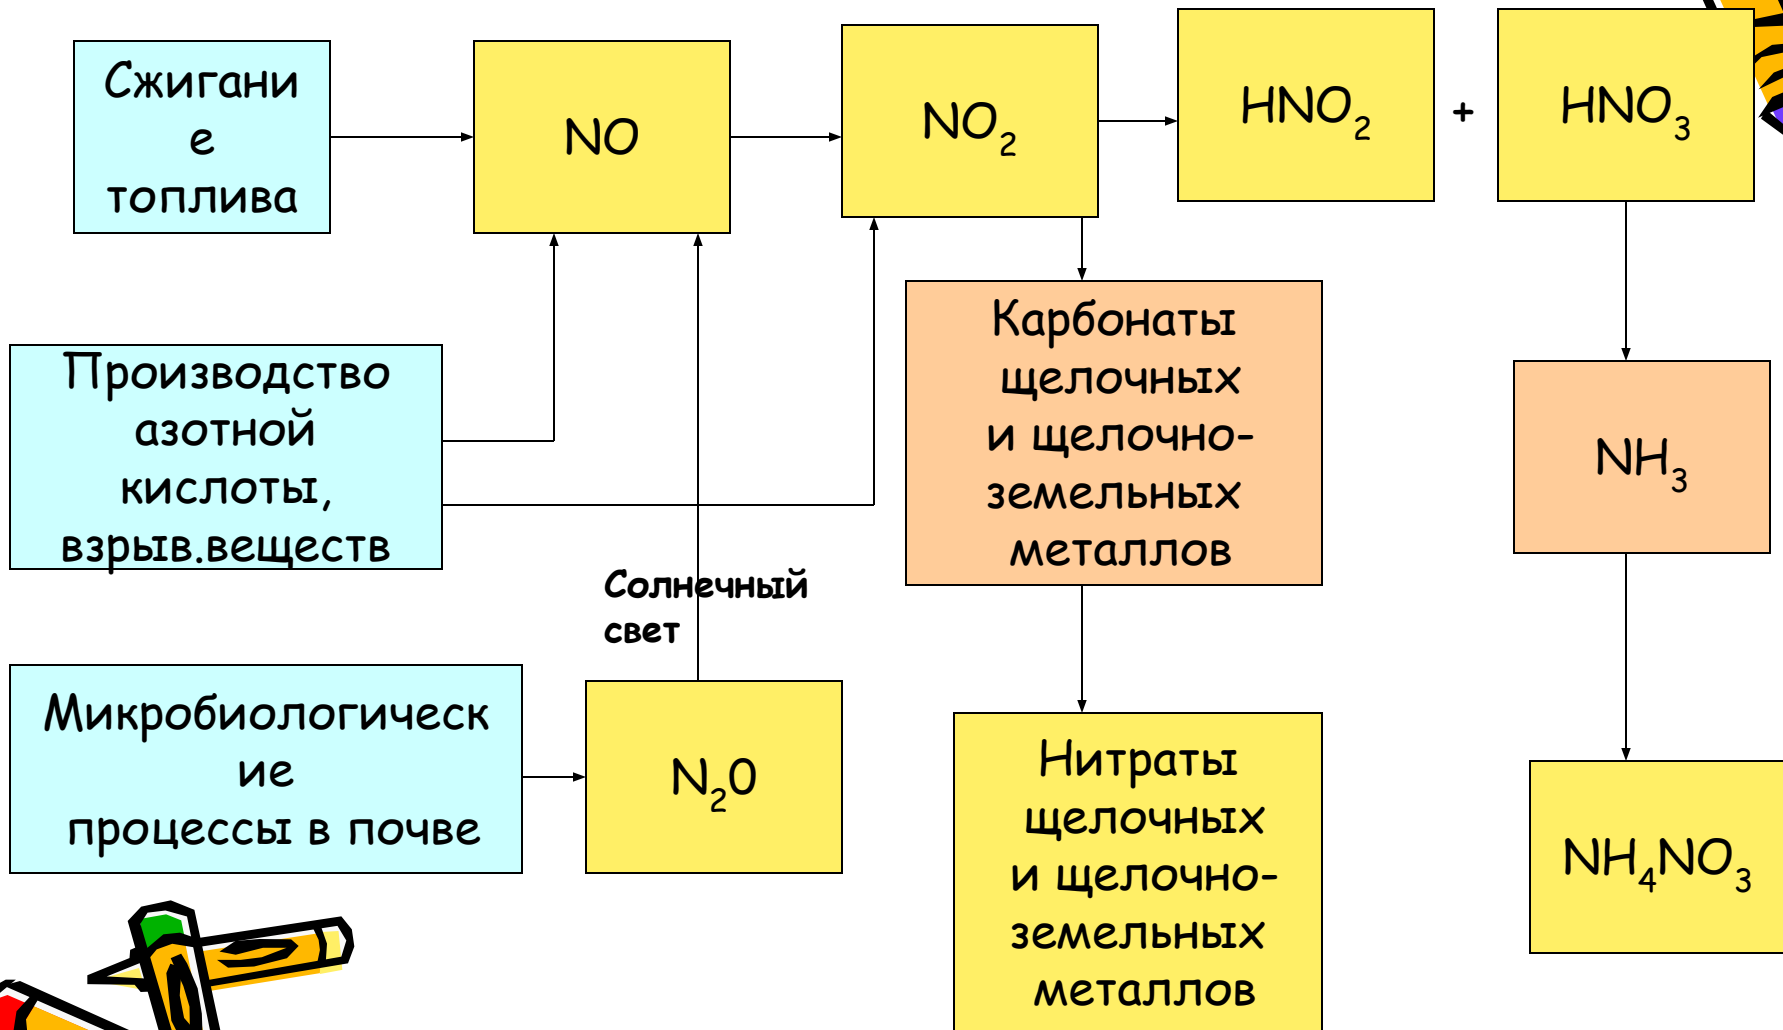 Сжигани
е
топлива
NO
NO₂
HNO₂
+
HNO₃
Производство
азотной
кислоты,
взрыв.веществ
Карбонаты
щелочных
и щелочно-
земельных
металлов
NH₃
Солнечный
свет
Микробиологическ
ие
процессы в почве
N₂0
Нитраты
щелочных
и щелочно-
земельных
металлов
NH₄NO₃